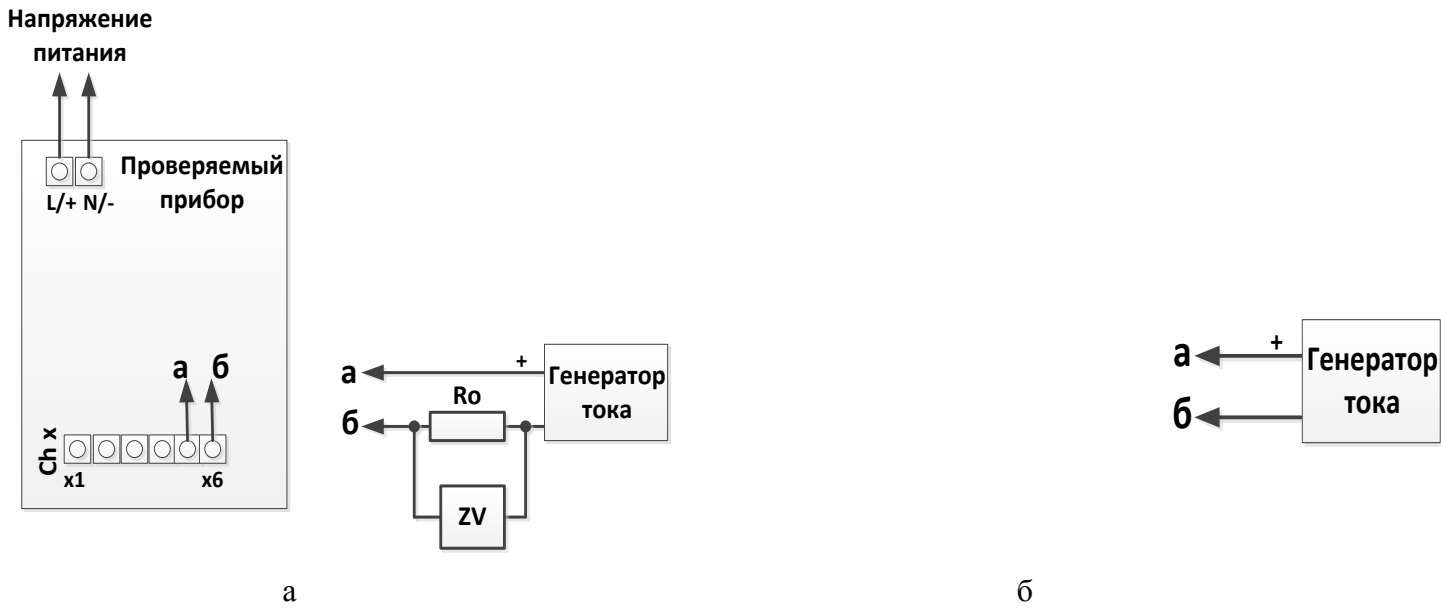 Напряжение
питания
Проверяемый
прибор
L/+ N/-
а б
Ch x
x1
x6
а
+
Генератор
тока
Ro
б
ZV
а
+
Генератор
тока
б
а
б